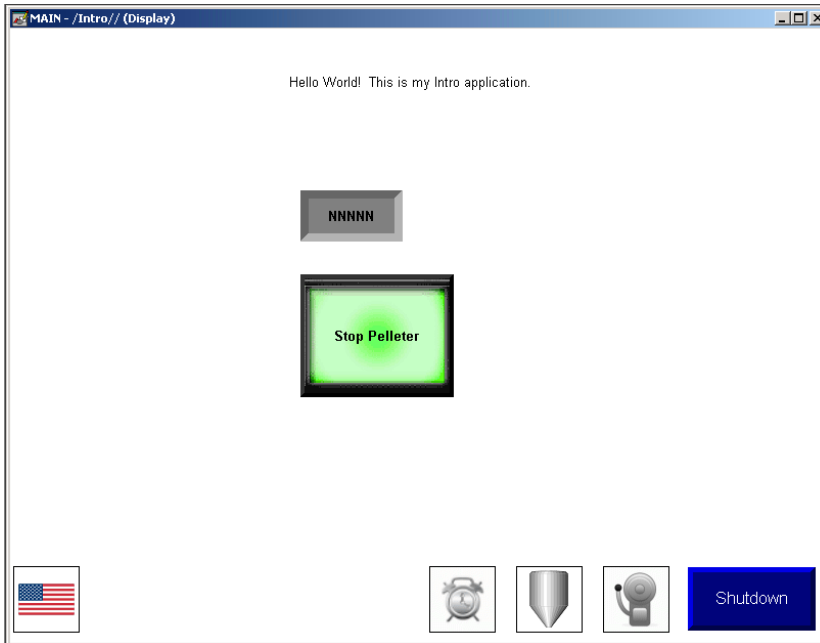 MAIN - /Intro// (Display)
Hello World!  This is my Intro application.
NNNNN
Stop Pelleter
Shutdown